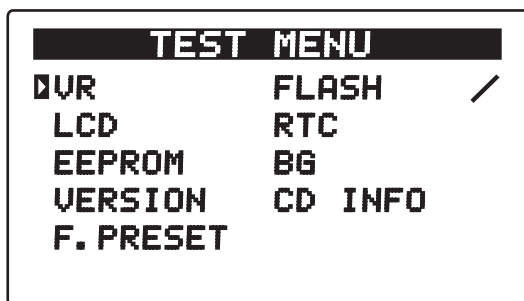 TEST MENU
VR FLASH /
LCD RTC
EEPROM BG
VERSION CD INFO
F.PRESET